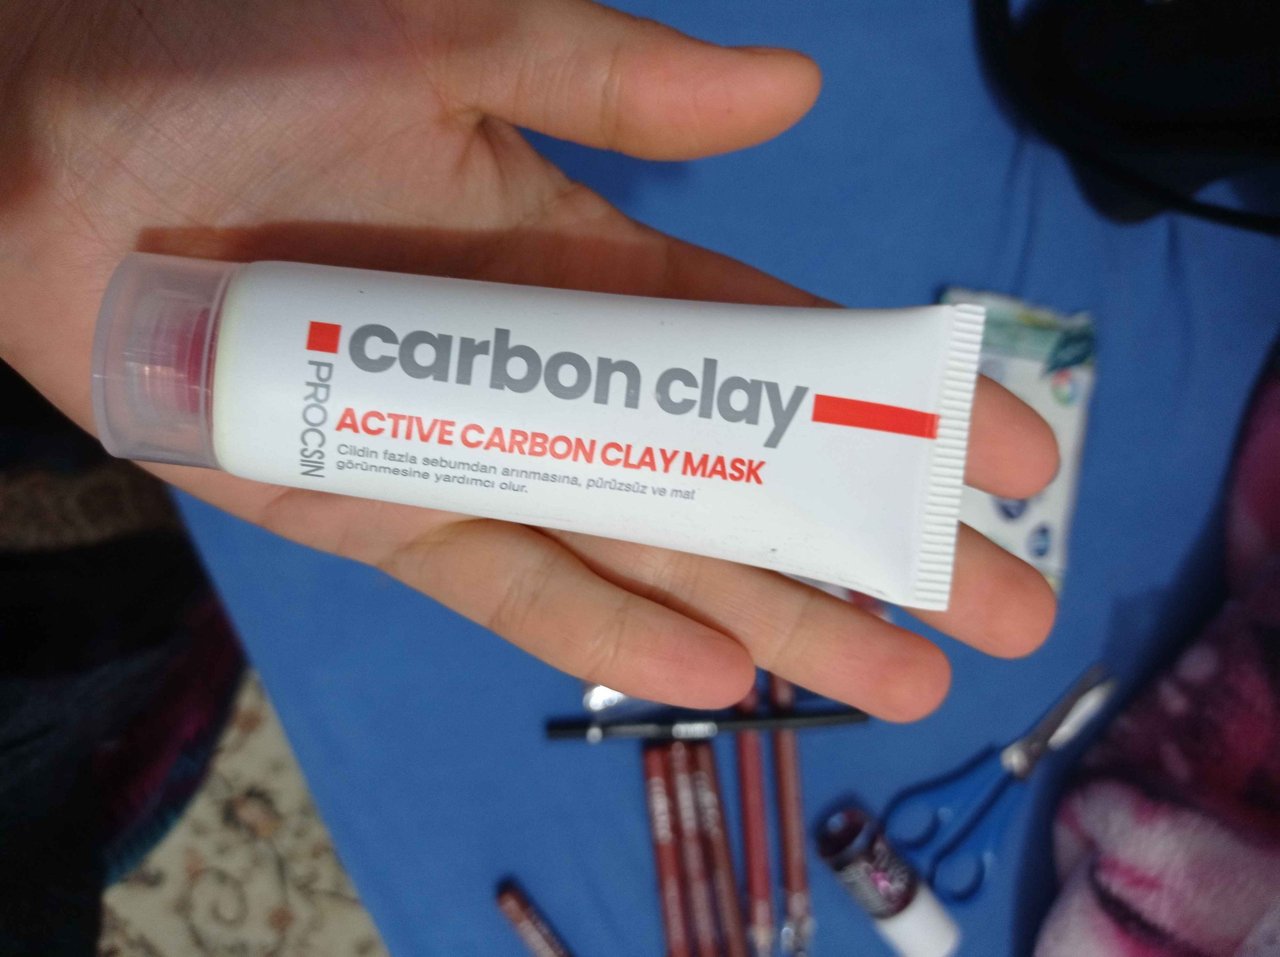 carbon clay
PROCSIN
ACTIVE CARBON CLAY MASK
Cildin fazla sebumdan arınmasına, pürüzsüz ve mat
görünmesine yardımcı olur.